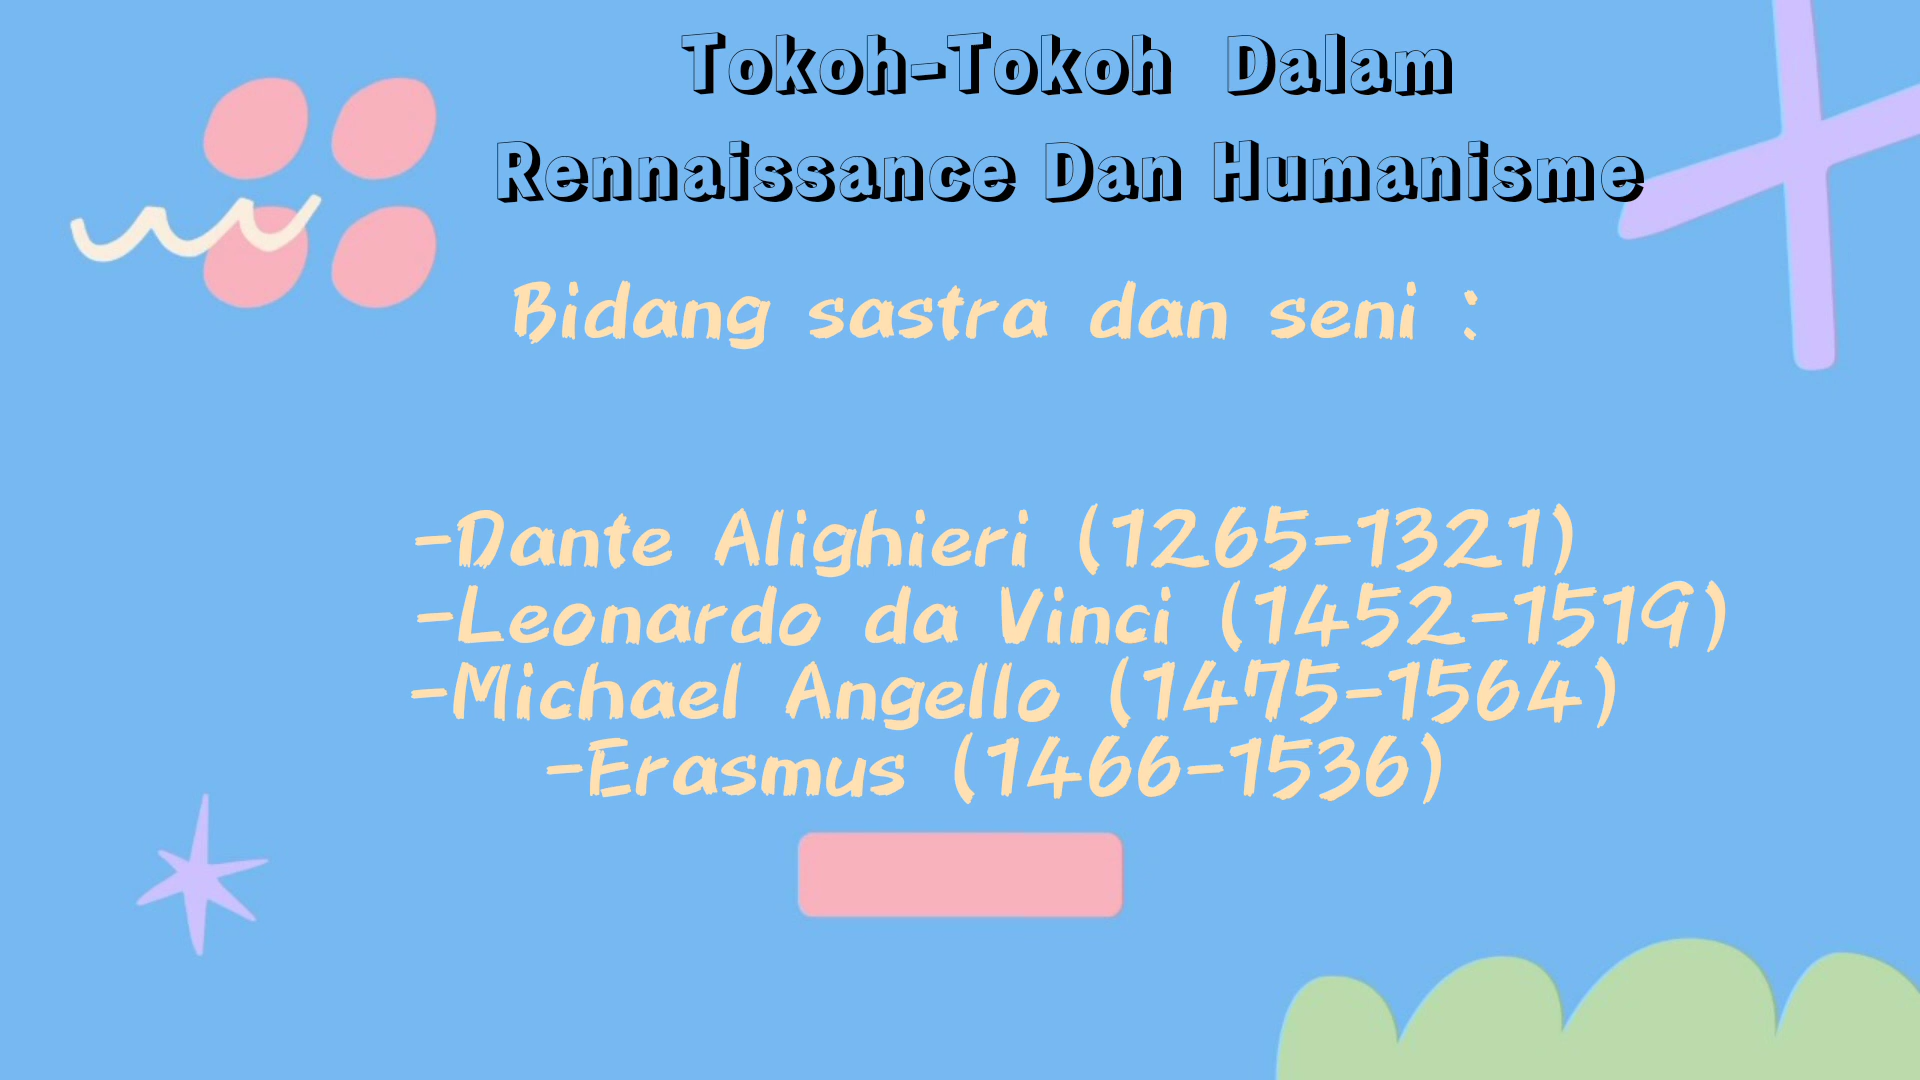 Tokoh-Tokoh Dalam
Rennaissance Dan Humanisme
Bidang sastra dan seni :
-Dante Alighieri (1265-1321)
-Leonardo da Vinci (1452-1519)
-Michael Angello (1475-1564)
-Erasmus (1466-1536)